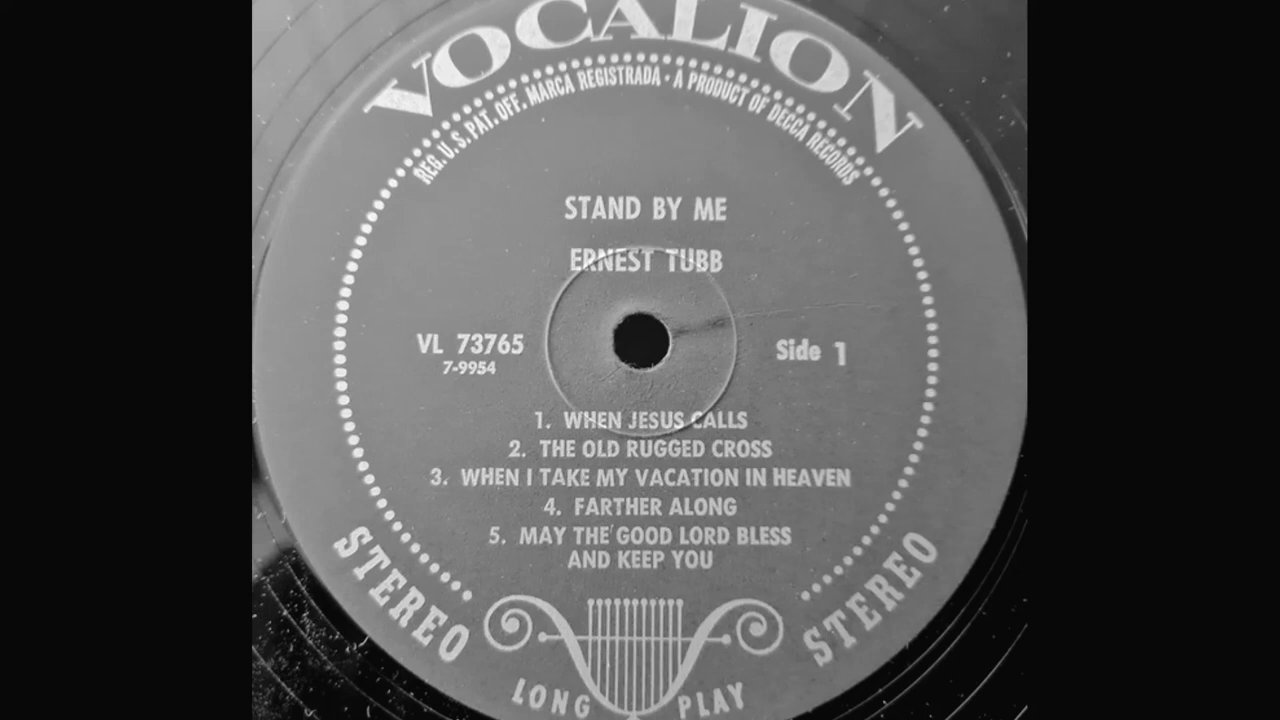 VOCALION
REG. U.S. PAT. OFF. MARCA REGISTRADA · A PRODUCT OF DECCA RECORDS
STAND BY ME
ERNEST TUBB
VL 73765
7-9954
Side 1
1. WHEN JESUS CALLS
2. THE OLD RUGGED CROSS
3. WHEN I TAKE MY VACATION IN HEAVEN
4. FARTHER ALONG
5. MAY THE GOOD LORD BLESS
AND KEEP YOU
STEREO
STEREO
LONG PLAY